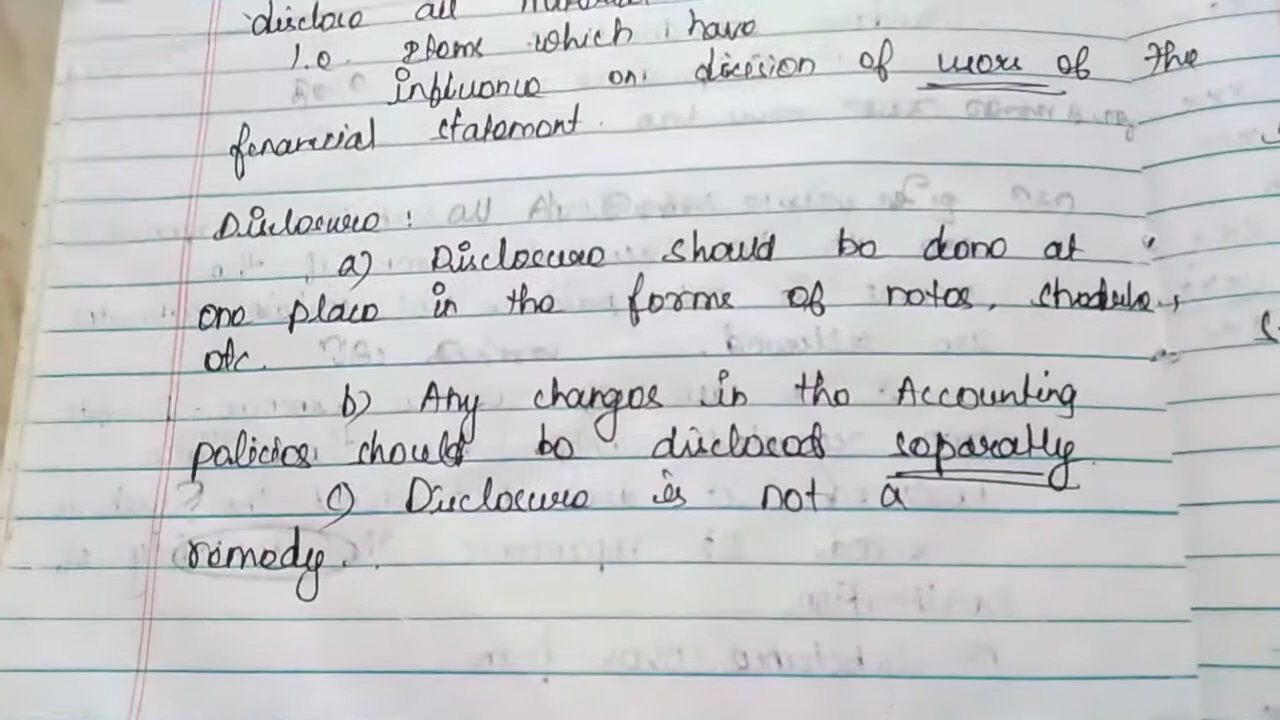 disclose all
i.e. items which have
influence on decision of users of the
financial statement.
Disclosure :
a) Disclosure should be done at
one place in the forms of notes, shedule,
etc.
b) Any changes in the Accounting
policies should be disclosed separatly
c) Disclosure is not a
remedy.